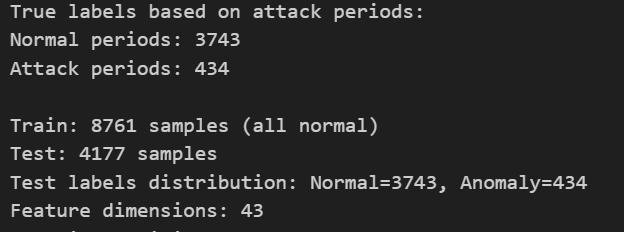 True labels based on attack periods:
Normal periods: 3743
Attack periods: 434
Train: 8761 samples (all normal)
Test: 4177 samples
Test labels distribution: Normal=3743, Anomaly=434
Feature dimensions: 43